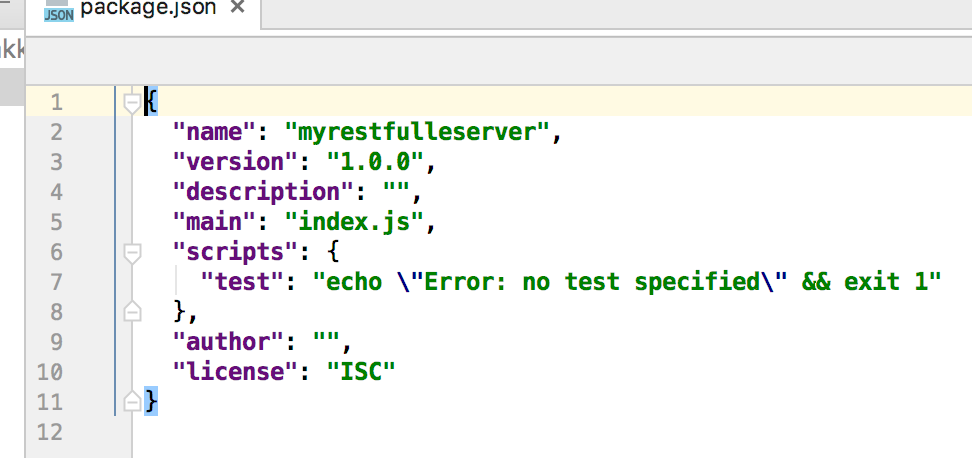 JSON package.json ×
kk
1 {
2 "name": "myrestfulleserver",
3 "version": "1.0.0",
4 "description": "",
5 "main": "index.js",
6 "scripts": {
7 "test": "echo \"Error: no test specified\" && exit 1"
8 },
9 "author": "",
10 "license": "ISC"
11 }
12